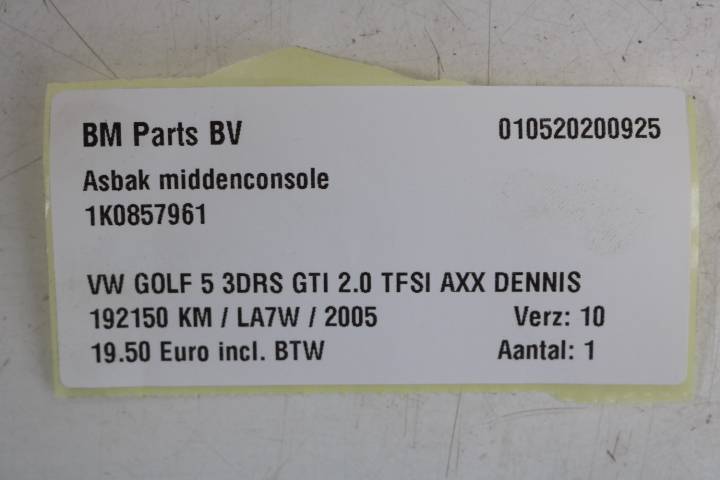 BM Parts BV 010520200925
Asbak middenconsole
1K0857961
VW GOLF 5 3DRS GTI 2.0 TFSI AXX DENNIS
192150 KM / LA7W / 2005 Verz: 10
19.50 Euro incl. BTW Aantal: 1